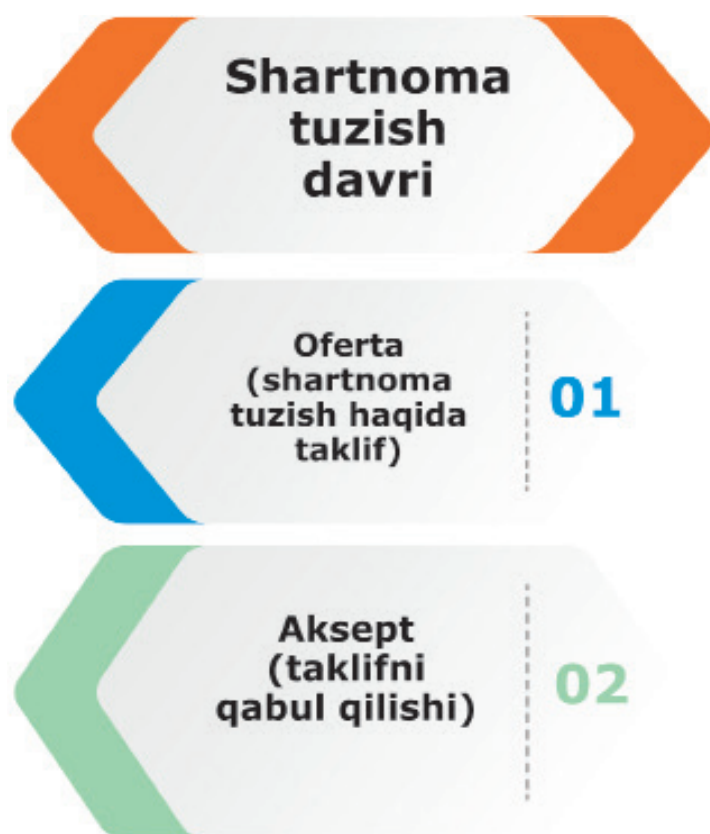 Shartnoma
tuzish
davri
Oferta
(shartnoma
tuzish haqida
taklif)
01
Aksept
(taklifni
qabul qilishi)
02